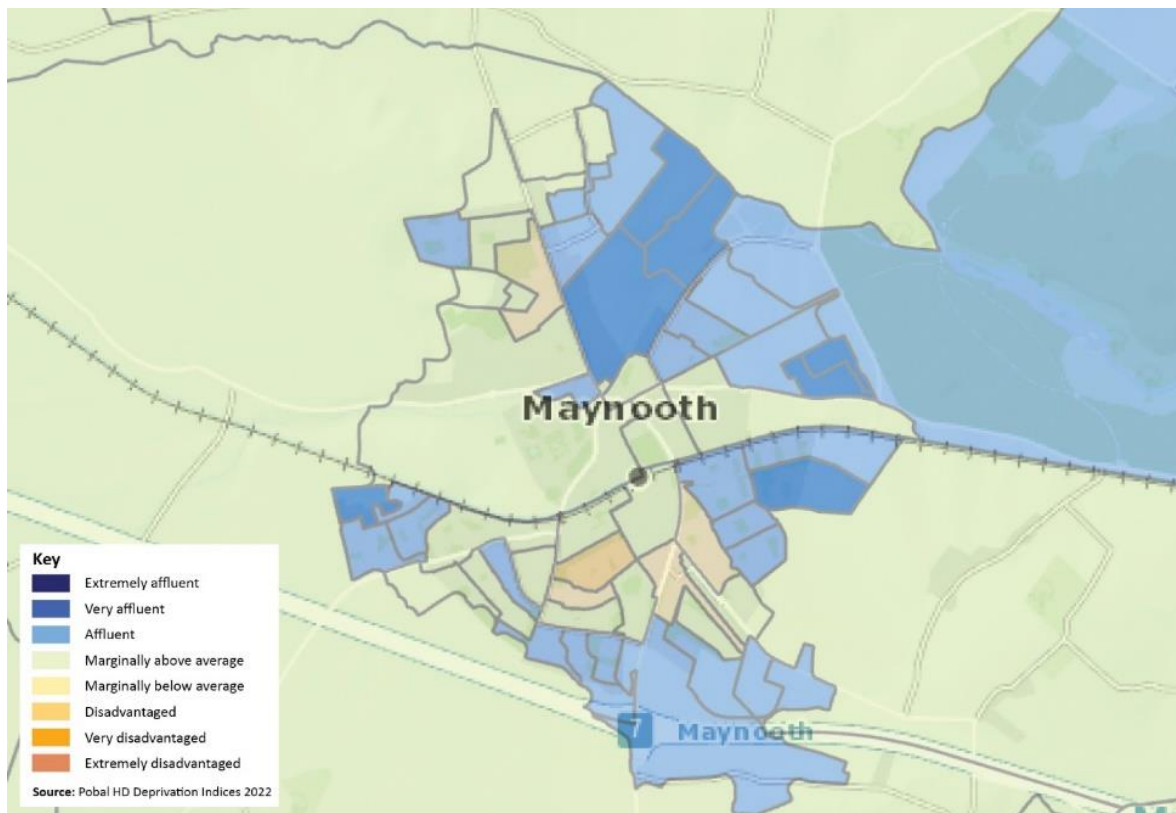 Maynooth
7 Maynooth
Key
Extremely affluent
Very affluent
Affluent
Marginally above average
Marginally below average
Disadvantaged
Very disadvantaged
Extremely disadvantaged
Source: Pobal HD Deprivation Indices 2022